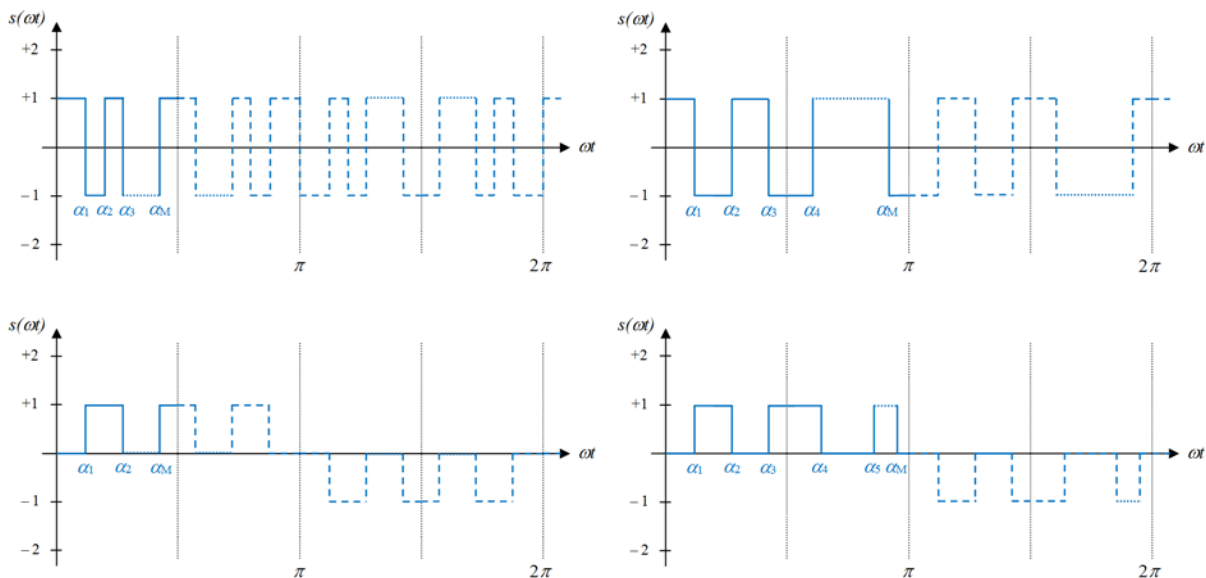 s(ωt)
+2
+1
−1
−2
α1 α2 α3 αM
π
2π
ωt
s(ωt)
+2
+1
−1
−2
α1 α2 α3 α4 αM
π
2π
ωt
s(ωt)
+2
+1
−1
−2
α1 α2 αM
π
2π
ωt
s(ωt)
+2
+1
−1
−2
α1 α2 α3 α4 α5 αM
π
2π
ωt